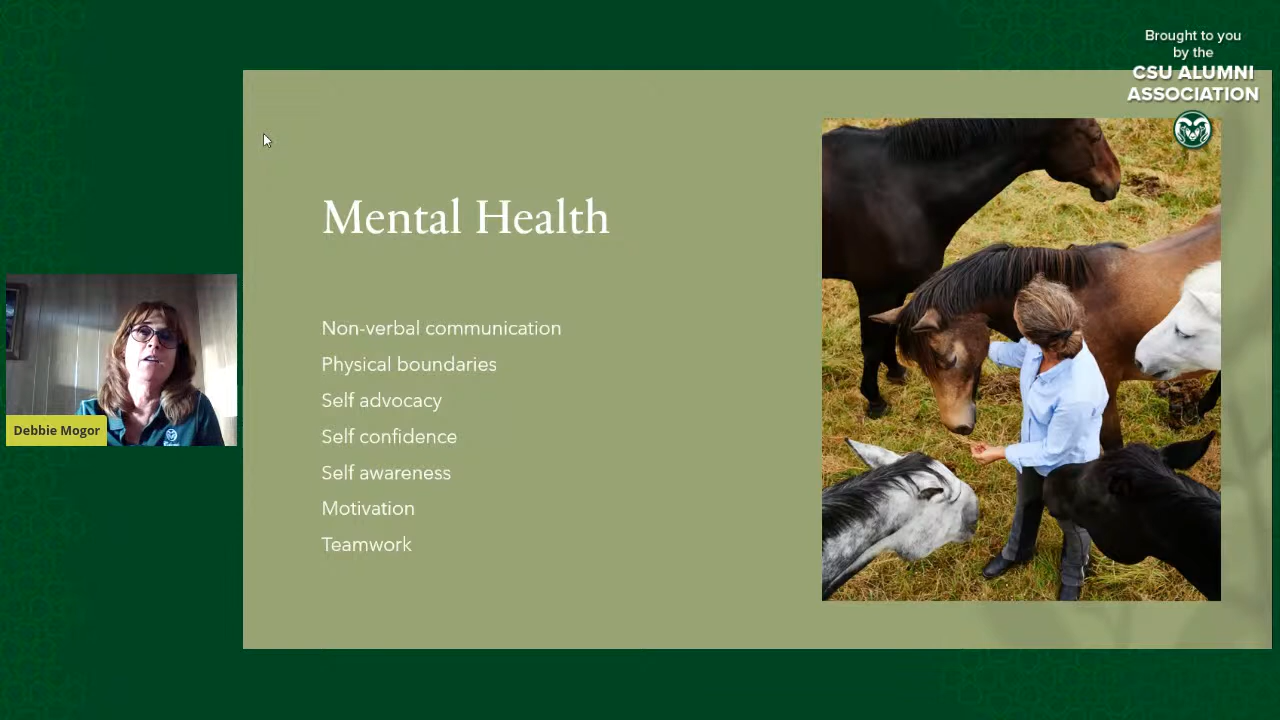 Brought to you
by the
CSU ALUMNI
ASSOCIATION
Mental Health
Non-verbal communication
Physical boundaries
Self advocacy
Self confidence
Self awareness
Motivation
Teamwork
Debbie Mogor